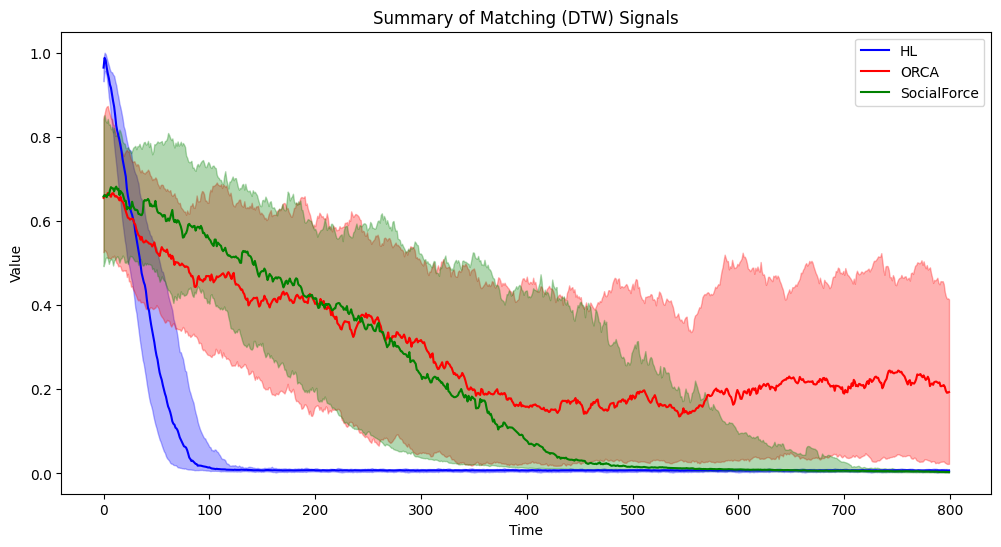 Summary of Matching (DTW) Signals
HL
ORCA
SocialForce
Value
1.0
0.8
0.6
0.4
0.2
0.0
0 100 200 300 400 500 600 700 800
Time